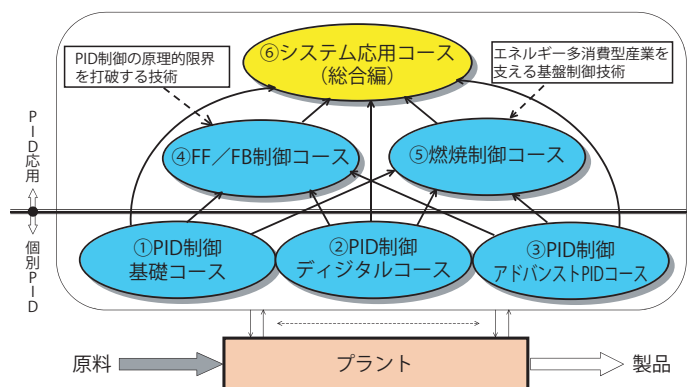 PID制御の原理的限界
を打破する技術
⑥システム応用コース
(総合編)
エネルギー多消費型産業を
支える基盤制御技術
④FF/FB制御コース
⑤燃焼制御コース
PID応用
個別PID
①PID制御
基礎コース
②PID制御
ディジタルコース
③PID制御
アドバンストPIDコース
原料
プラント
製品